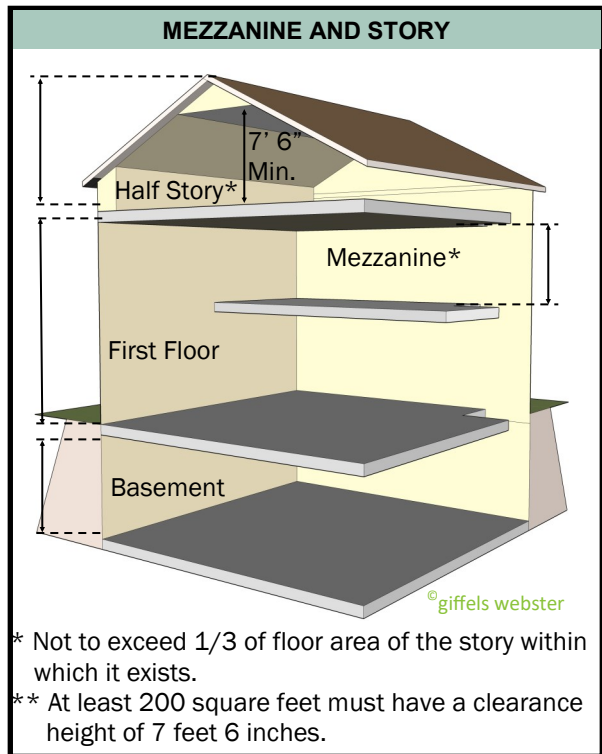 MEZZANINE AND STORY
7' 6”
Min.
Half Story*
Mezzanine*
First Floor
Basement
©giffels webster
* Not to exceed 1/3 of floor area of the story within
which it exists.
** At least 200 square feet must have a clearance
height of 7 feet 6 inches.